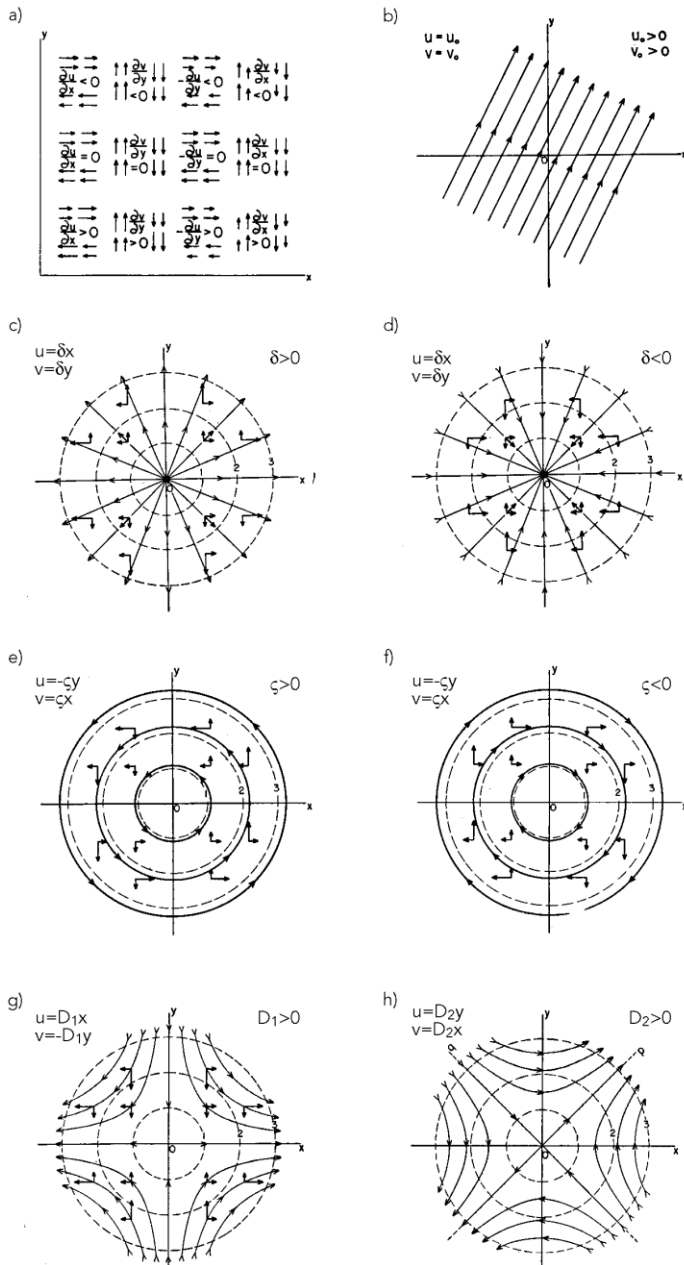 a)
y
∂u/∂x <0 ∂v/∂y <0 -∂u/∂y <0 ∂v/∂x <0
∂u/∂x =0 ∂v/∂y =0 -∂u/∂y =0 ∂v/∂x =0
∂u/∂x >0 ∂v/∂y >0 -∂u/∂y >0 ∂v/∂x >0
x
b)
u = u₀ u₀ > 0
v = v₀ v₀ > 0
0
c)
y
u=δx δ>0
v=δy
0 2 3 x
d)
y
u=δx δ<0
v=δy
0 2 3 x
e)
y
u=-ςy ς>0
v=ςx
0 2 3 x
f)
y
u=-ςy ς<0
v=ςx
0 2 3 x
g)
y
u=D₁x D₁>0
v=-D₁y
0 2 3 x
h)
y
u=D₂y D₂>0
v=D₂x
0 2 3 x